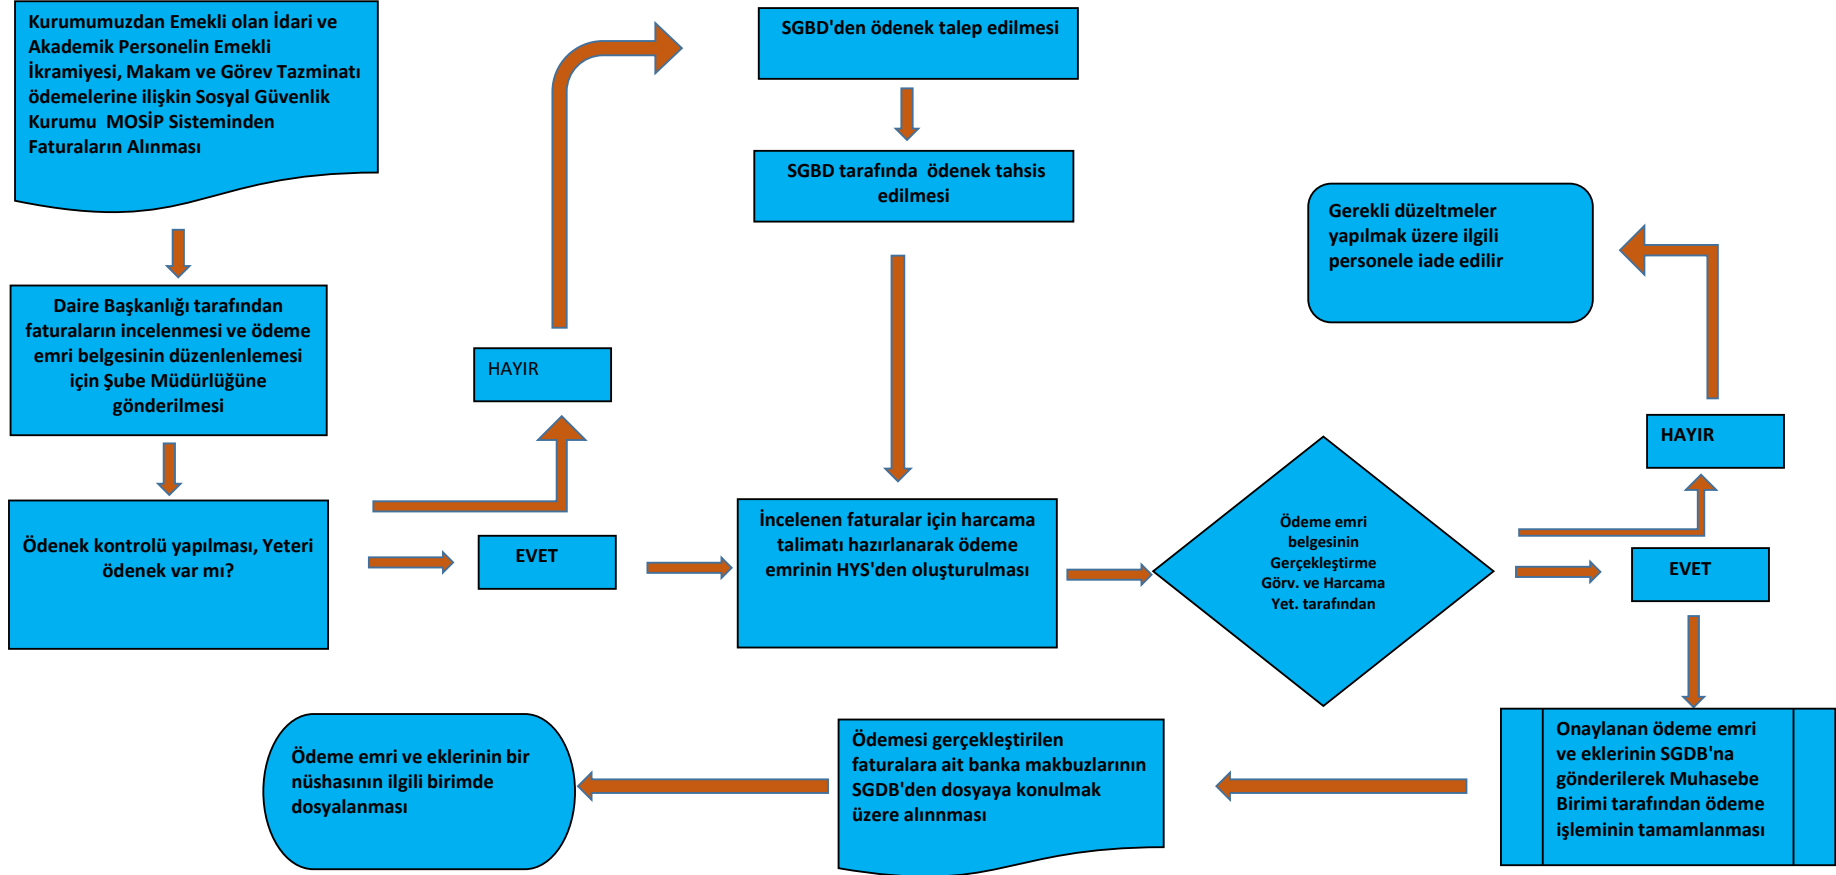 Kurumumuzdan Emekli olan İdari ve
Akademik Personelin Emekli
İkramiyesi, Makam ve Görev Tazminatı
ödemelerine ilişkin Sosyal Güvenlik
Kurumu  MOSİP Sisteminden
Faturaların Alınması
Daire Başkanlığı tarafından
faturaların incelenmesi ve ödeme
emri belgesinin düzenlenlemesi
için Şube Müdürlüğüne
gönderilmesi
Ödenek kontrolü yapılması, Yeteri
ödenek var mı?
HAYIR
EVET
SGBD'den ödenek talep edilmesi
SGBD tarafında  ödenek tahsis
edilmesi
İncelenen faturalar için harcama
talimatı hazırlanarak ödeme
emrinin HYS'den oluşturulması
Ödeme emri
belgesinin
Gerçekleştirme
Görv. ve Harcama
Yet. tarafından
HAYIR
Gerekli düzeltmeler
yapılmak üzere ilgili
personele iade edilir
EVET
Onaylanan ödeme emri
ve eklerinin SGDB'na
gönderilerek Muhasebe
Birimi tarafından ödeme
işleminin tamamlanması
Ödemesi gerçekleştirilen
faturalara ait banka makbuzlarının
SGDB'den dosyaya konulmak
üzere alınnması
Ödeme emri ve eklerinin bir
nüshasının ilgili birimde
dosyalanması